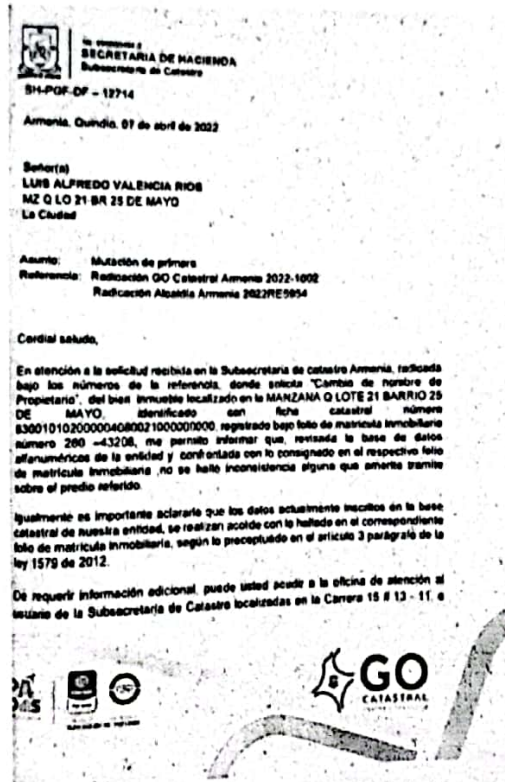 SECRETARIA DE HACIENDA
Subsecretaría de Catastro
SH-PGF-DF – 12714
Armenia, Quindío, 07 de abril de 2022
Señor(a)
LUIS ALFREDO VALENCIA RIOS
MZ Q LO 21 BR 25 DE MAYO
La Ciudad
Asunto: Mutación de primera
Referencia: Radicación GO Catastral Armenia 2022-1002
Radicación Alcaldía Armenia 2022RE5954
Cordial saludo,
En atención a la solicitud recibida en la Subsecretaria de catastro Armenia, radicada
bajo los números de la referencia, donde solicita "Cambio de nombre de
Propietario", del bien inmueble localizado en la MANZANA Q LOTE 21 BARRIO 25
DE MAYO, identificado con ficha catastral número
registrado bajo folio de matrícula inmobiliaria
número 280 –43206, me permito informar que, revisada la base de datos
alfanuméricos de la entidad y confrontada con lo consignado en el respectivo folio
de matrícula inmobiliaria ,no se halló inconsistencia alguna que amerite tramite
sobre el predio referido.
Igualmente es importante aclararle que los datos actualmente inscritos en la base
catastral de nuestra entidad, se realizan acorde con lo hallado en el correspondiente
folio de matrícula inmobiliaria, según lo preceptuado en el artículo 3 parágrafo de la
ley 1579 de 2012.
De requerir información adicional, puede usted acudir a la oficina de atención al
usuario de la Subsecretaría de Catastro localizadas en la Carrera 15 # 13 - 11, o
GO
CATASTRAL